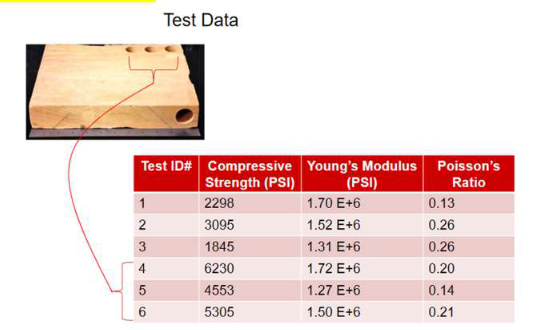 Test Data
Test ID# Compressive Strength (PSI) Young's Modulus (PSI) Poisson's Ratio
1 2298 1.70 E+6 0.13
2 3095 1.52 E+6 0.26
3 1845 1.31 E+6 0.26
4 6230 1.72 E+6 0.20
5 4553 1.27 E+6 0.14
6 5305 1.50 E+6 0.21